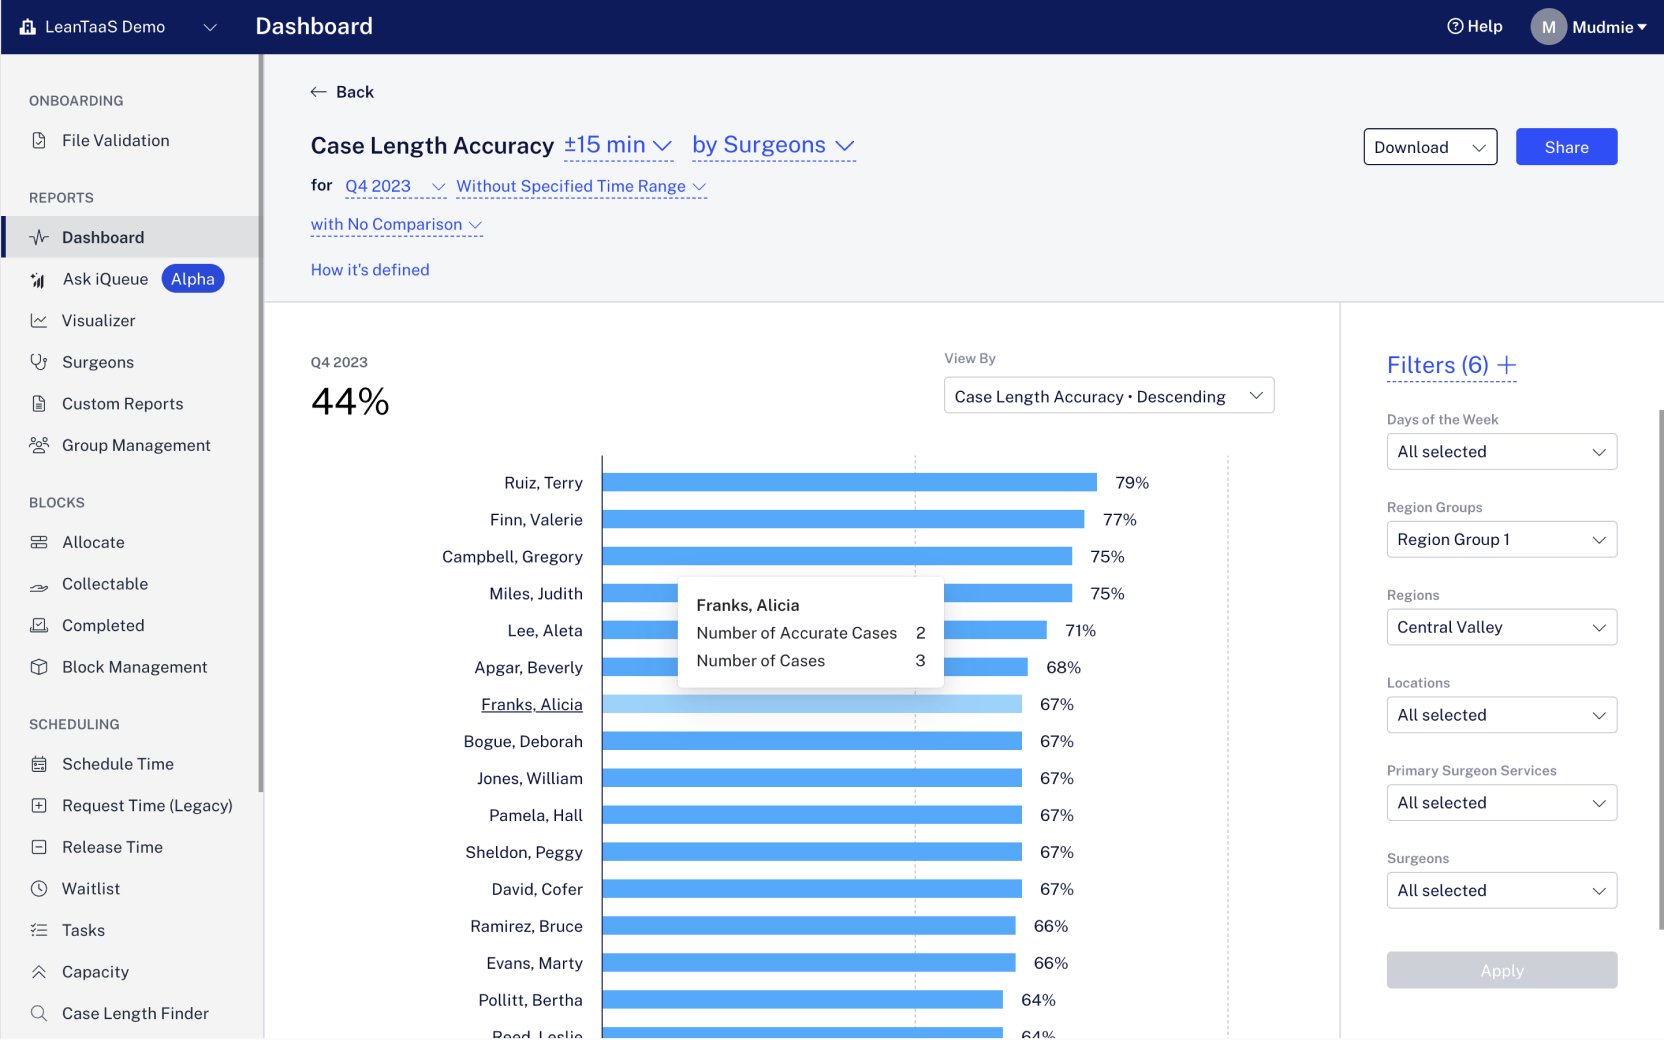 LeanTaaS Demo
Dashboard
Help
M
Mudmie
ONBOARDING
File Validation
REPORTS
Dashboard
Ask iQueue Alpha
Visualizer
Surgeons
Custom Reports
Group Management
BLOCKS
Allocate
Collectable
Completed
Block Management
SCHEDULING
Schedule Time
Request Time (Legacy)
Release Time
Waitlist
Tasks
Capacity
Case Length Finder
← Back
Case Length Accuracy ±15 min by Surgeons
for Q4 2023 Without Specified Time Range
with No Comparison
How it's defined
Download
Share
Q4 2023
44%
View By
Case Length Accuracy • Descending
Ruiz, Terry 79%
Finn, Valerie 77%
Campbell, Gregory 75%
Miles, Judith 75%
Lee, Aleta 71%
Apgar, Beverly 68%
Franks, Alicia 67%
Bogue, Deborah 67%
Jones, William 67%
Pamela, Hall 67%
Sheldon, Peggy 67%
David, Cofer 67%
Ramirez, Bruce 66%
Evans, Marty 66%
Pollitt, Bertha 64%
Reed, Leslie 64%
Franks, Alicia
Number of Accurate Cases 2
Number of Cases 3
Filters (6) +
Days of the Week
All selected
Region Groups
Region Group 1
Regions
Central Valley
Locations
All selected
Primary Surgeon Services
All selected
Surgeons
All selected
Apply